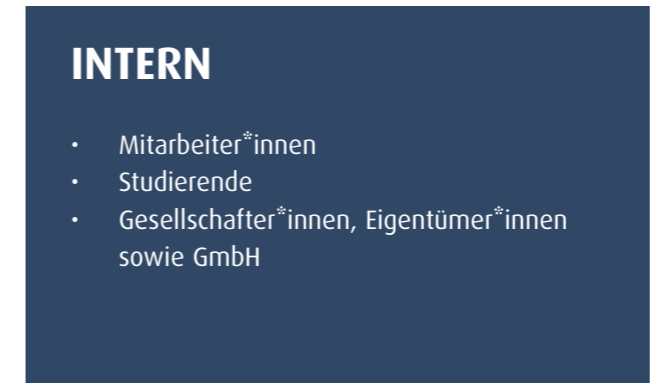 INTERN
• Mitarbeiter*innen
• Studierende
• Gesellschafter*innen, Eigentümer*innen
sowie GmbH